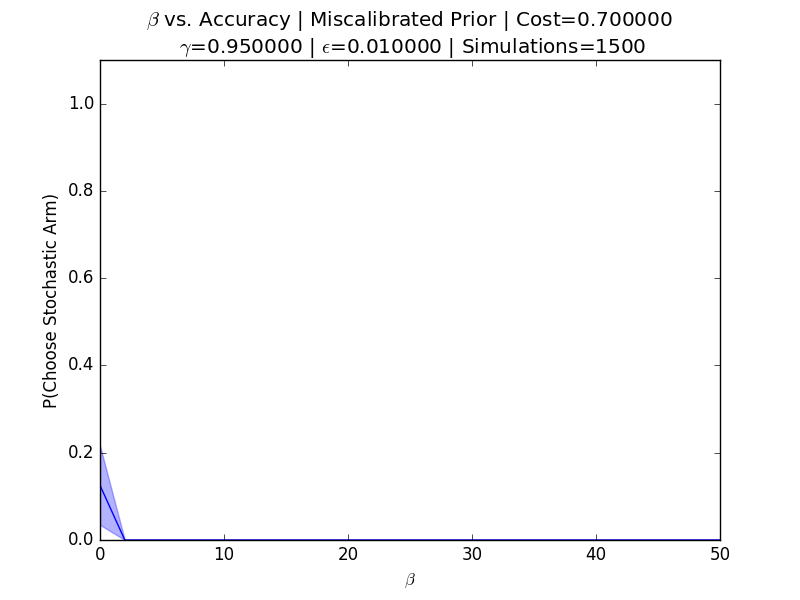 β vs. Accuracy | Miscalibrated Prior | Cost=0.700000
γ=0.950000 | ϵ=0.010000 | Simulations=1500
P(Choose Stochastic Arm)
1.0
0.8
0.6
0.4
0.2
0.0
0 10 20 30 40 50
β